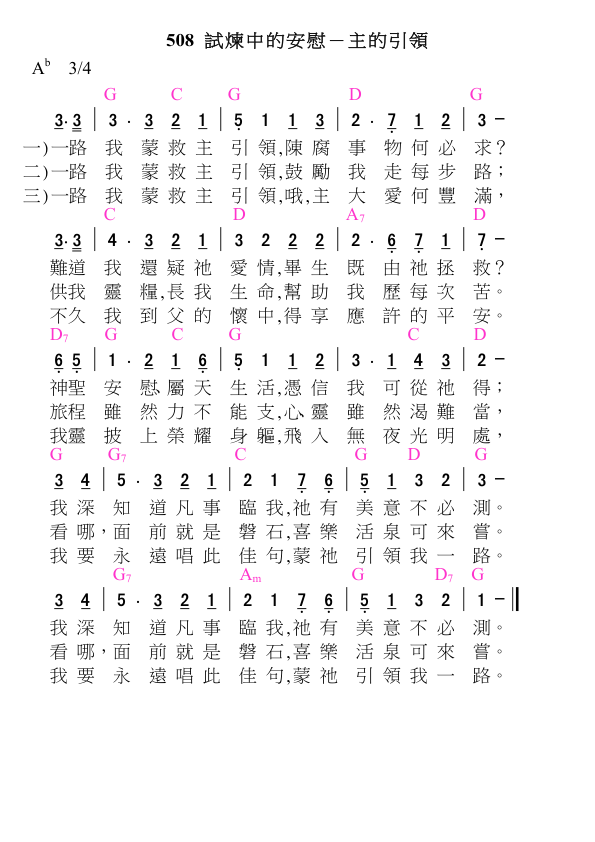 508 試煉中的安慰－主的引領
A♭ 3/4
G C G D G
3·3 | 3 · 3 2 1 | 5 1 1 3 | 2 · 7 1 2 | 3 －
一)一路 我 蒙救主 引領,陳腐 事 物何必 求?
二)一路 我 蒙救主 引領,鼓勵 我 走每步 路；
三)一路 我 蒙救主 引領,哦,主 大 愛何豐 滿，
C D A7 D
3·3 | 4 · 3 2 1 | 3 2 2 2 | 2 · 6 7 1 | 7 －
難道 我 還疑祂 愛情,畢生 既 由祂拯 救?
供我 靈 糧,長我 生命,幫助 我 歷每次 苦。
不久 我 到父的 懷中,得享 應 許的平 安。
D7 G C G C D
6 5 | 1 · 2 1 6 | 5 1 1 2 | 3 · 1 4 3 | 2 －
神聖 安 慰、屬天 生活,憑信 我 可從祂 得；
旅程 雖 然力不 能支,心、靈 雖 然渴難 當，
我靈 披 上榮耀 身軀,飛入 無 夜光明 處，
G G7 C G D G
3 4 | 5 · 3 2 1 | 2 1 7 6 | 5 1 3 2 | 3 －
我深 知 道凡事 臨我,祂有 美意不必 測。
看哪， 面 前就是 磐石,喜樂 活泉可來 嘗。
我要 永 遠唱此 佳句,蒙祂 引領我一 路。
G7 Am G D7 G
3 4 | 5 · 3 2 1 | 2 1 7 6 | 5 1 3 2 | 1 － ‖
我深 知 道凡事 臨我,祂有 美意不必 測。
看哪， 面 前就是 磐石,喜樂 活泉可來 嘗。
我要 永 遠唱此 佳句,蒙祂 引領我一 路。